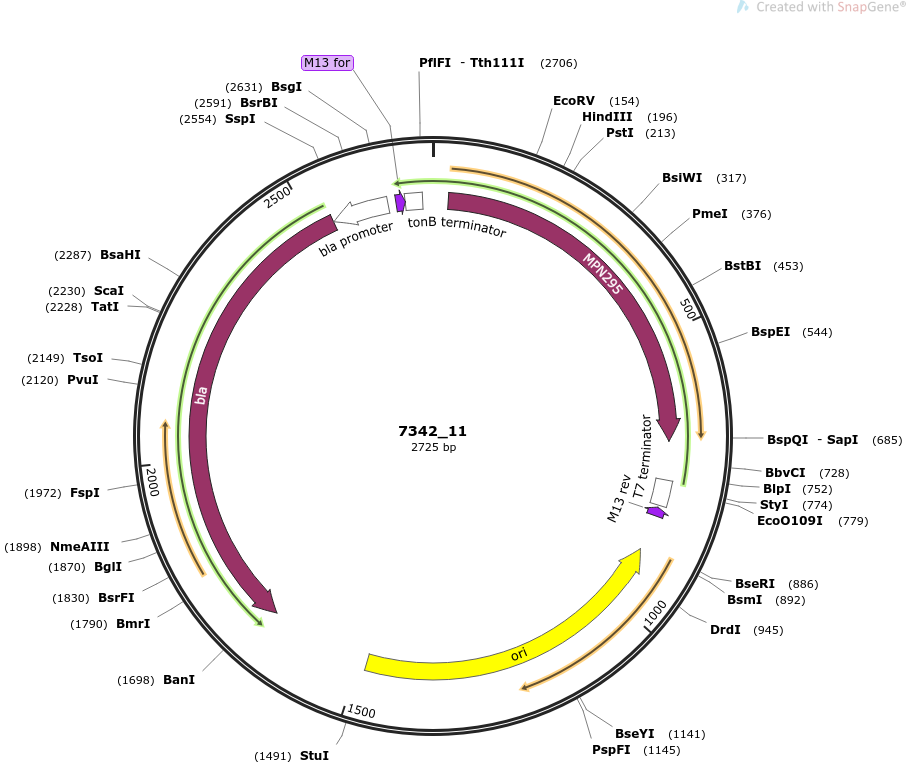 Created with SnapGene®
M13 for
PflFI - Tth111I (2706)
(2631) BsgI
(2591) BsrBI
(2554) SspI
EcoRV (154)
HindIII (196)
PstI (213)
BsiWI (317)
PmeI (376)
BstBI (453)
BspEI (544)
BspQI - SapI (685)
BbvCI (728)
BlpI (752)
StyI (774)
EcoO109I (779)
BseRI (886)
BsmI (892)
DrdI (945)
BseYI (1141)
PspFI (1145)
(1491) StuI
(1698) BanI
(1790) BmrI
(1830) BsrFI
(1870) BglI
(1898) NmeAIII
(1972) FspI
(2120) PvuI
(2149) TsoI
(2228) TatI
(2230) ScaI
(2287) BsaHI
2500
500
1000
1500
2000
bla promoter
tonB terminator
MPN295
T7 terminator
M13 rev
ori
bla
7342_11
2725 bp